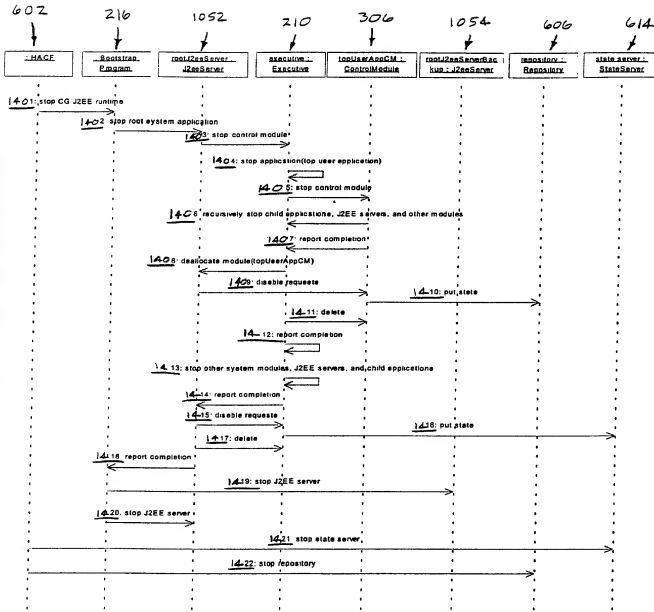 602 216 1052 210 306 1054 606 614
: HACF
: Bootstrap
Program
rootJ2eeServer :
J2eeServer
executive :
Executive
topUserAppCM :
ControlModule
rootJ2eeServerBac
kup : J2eeServer
repository :
Repository
state server :
StateServer
1401: stop CG J2EE runtime
1402: stop root system application
1403: stop control module
1404: stop application(top user application)
1405: stop control module
1406: recursively stop child applications, J2EE servers, and other modules
1407: report completion
1408: deallocate module(topUserAppCM)
1409: disable requests
1410: put state
1411: delete
1412: report completion
1413: stop other system modules, J2EE servers, and child applications
1414: report completion
1415: disable requests
1416: put state
1417: delete
1418: report completion
1419: stop J2EE server
1420: stop J2EE server
1421: stop state server
1422: stop repository